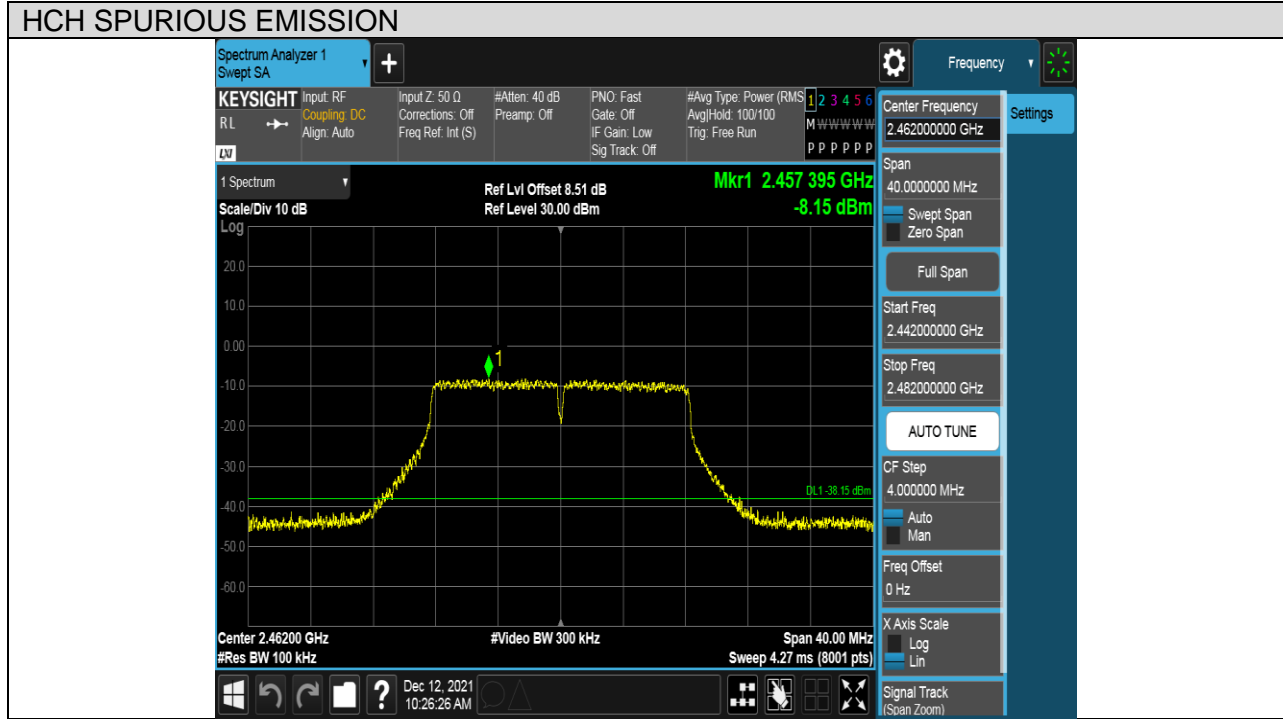 HCH SPURIOUS EMISSION
Spectrum Analyzer 1
Swept SA
Frequency
KEYSIGHT
RL
LXI
Input: RF
Coupling: DC
Align: Auto
Input Z: 50 Ω
Corrections: Off
Freq Ref: Int (S)
#Atten: 40 dB
Preamp: Off
PNO: Fast
Gate: Off
IF Gain: Low
Sig Track: Off
#Avg Type: Power (RMS
Avg|Hold: 100/100
Trig: Free Run
1 2 3 4 5 6
M W W W W W
P P P P P P
1 Spectrum
Scale/Div 10 dB
Ref Lvl Offset 8.51 dB
Ref Level 30.00 dBm
Mkr1 2.457 395 GHz
-8.15 dBm
Log
20.0
10.0
0.00
-10.0
-20.0
-30.0
-40.0
-50.0
-60.0
1
DL1 -38.15 dBm
Center 2.46200 GHz
#Res BW 100 kHz
#Video BW 300 kHz
Span 40.00 MHz
Sweep 4.27 ms (8001 pts)
?
Dec 12, 2021
10:26:26 AM
Center Frequency
2.462000000 GHz
Span
40.0000000 MHz
Swept Span
Zero Span
Full Span
Start Freq
2.442000000 GHz
Stop Freq
2.482000000 GHz
AUTO TUNE
CF Step
4.000000 MHz
Auto
Man
Freq Offset
0 Hz
X Axis Scale
Log
Lin
Signal Track
(Span Zoom)
Settings